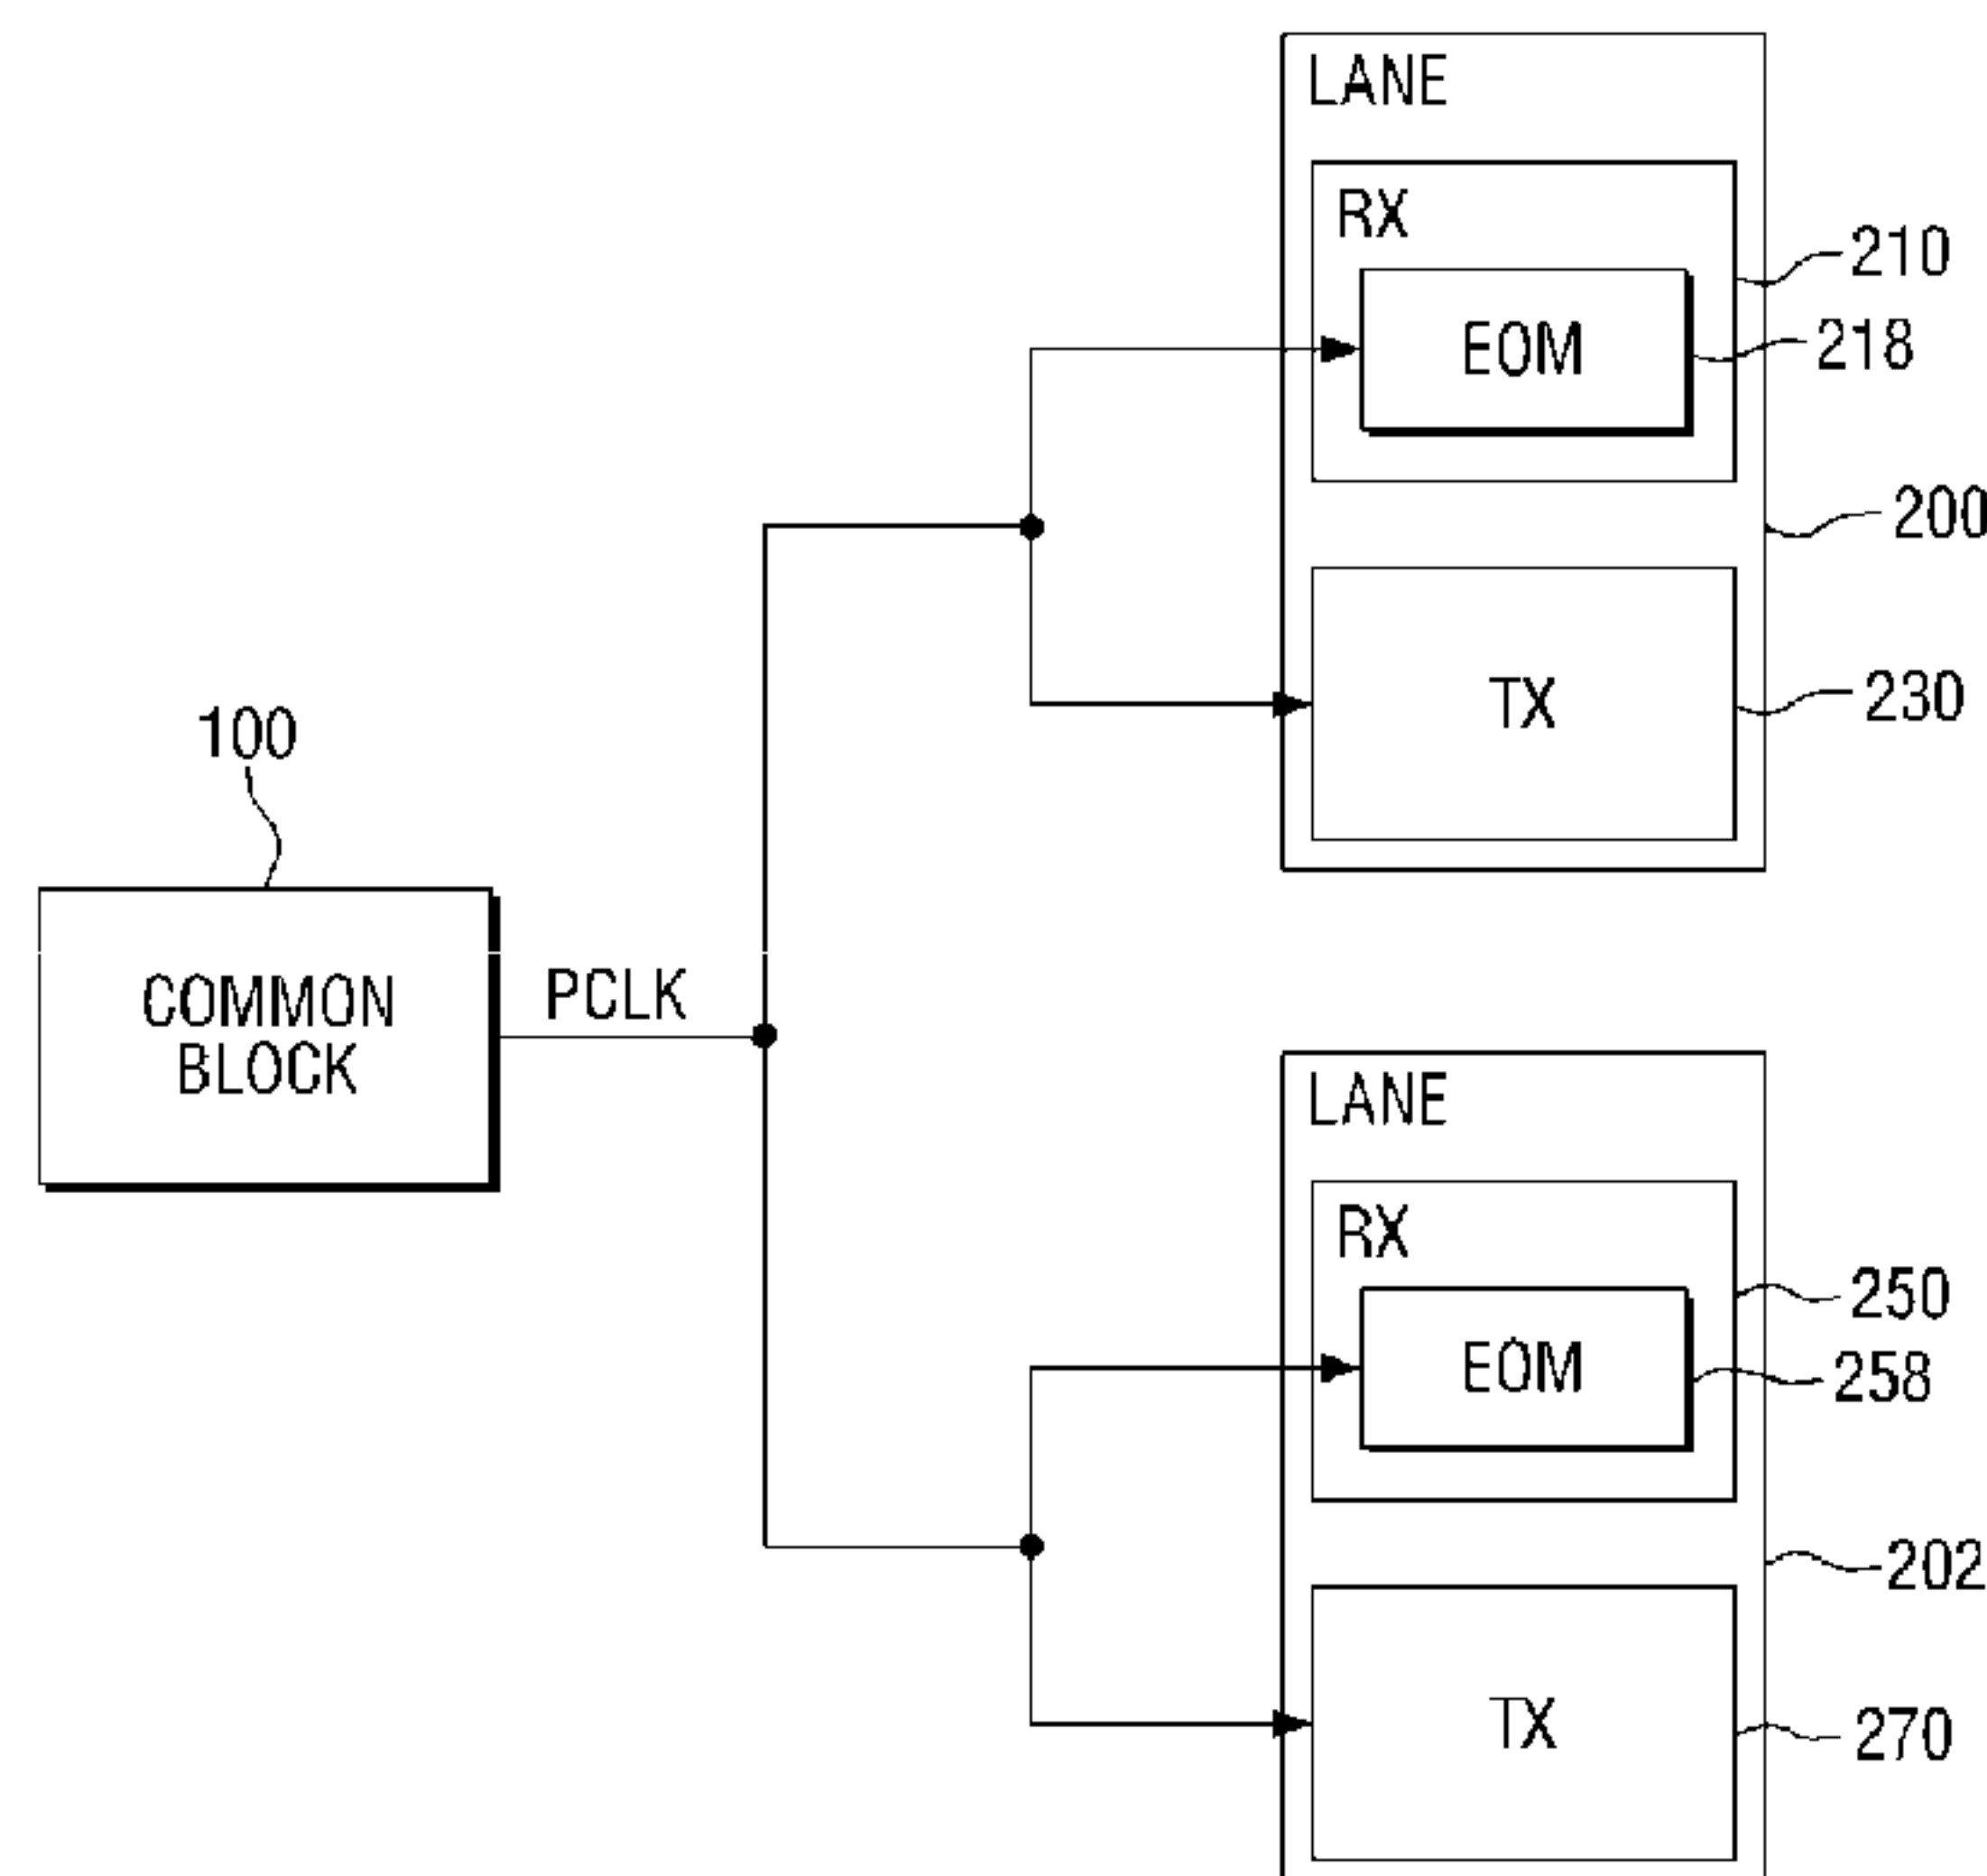 LANE
RX
210
EOM
218
200
TX
230
100
COMMON
BLOCK
PCLK
LANE
RX
250
EOM
258
202
TX
270